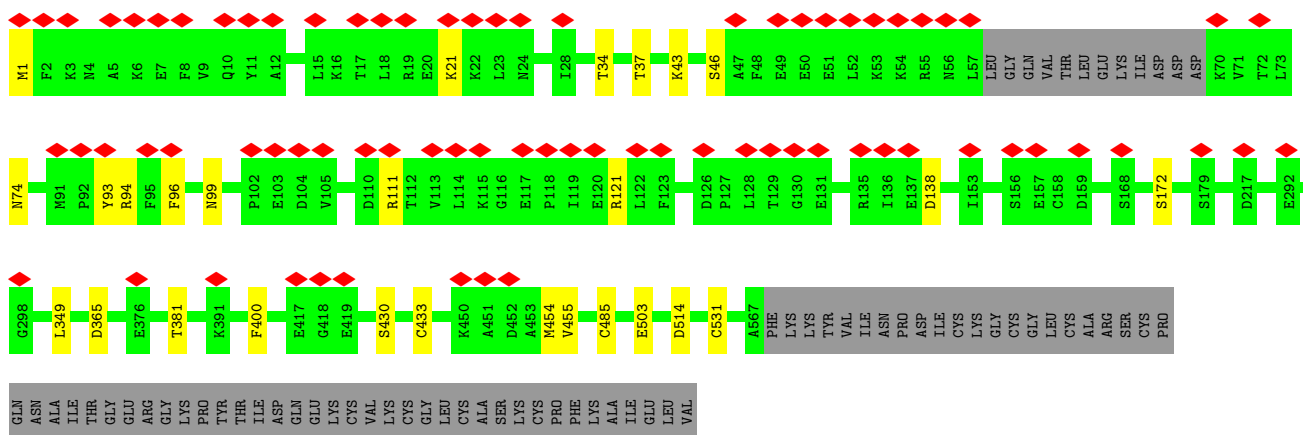 M1 F2 K3 N4 A5 K6 E7 F8 V9 Q10 Y11 A12 L15 K16 T17 L18 R19 E20 K21 K22 L23 N24 I28 T34 T37 K43 S46 A47 F48 E49 E50 E51 L52 K53 K54 R55 N56 L57 LEU GLY GLN VAL THR LEU GLU LYS ILE ASP ASP ASP K70 V71 T72 L73
N74 M91 P92 Y93 R94 F95 F96 N99 P102 E103 D104 V105 D110 R111 T112 V113 L114 K115 G116 E117 P118 I119 E120 R121 L122 F123 D126 P127 L128 T129 G130 E131 R135 I136 E137 D138 I153 S156 E157 C158 D159 S168 S172 S179 D217 E292
G298 L349 D365 E376 T381 K391 F400 E417 G418 E419 S430 C433 K450 A451 D452 A453 M454 V455 C485 E503 D514 C531 A567 PHE LYS LYS TYR VAL ILE ASN PRO ASP ILE CYS LYS GLY CYS GLY LEU CYS ALA ARG SER CYS PRO
GLN ASN ALA ILE THR GLY GLU ARG GLY LYS PRO TYR THR ILE ASP GLN GLU LYS CYS VAL LYS CYS GLY LEU CYS ALA SER LYS CYS PRO PHE LYS ALA ILE GLU LEU VAL